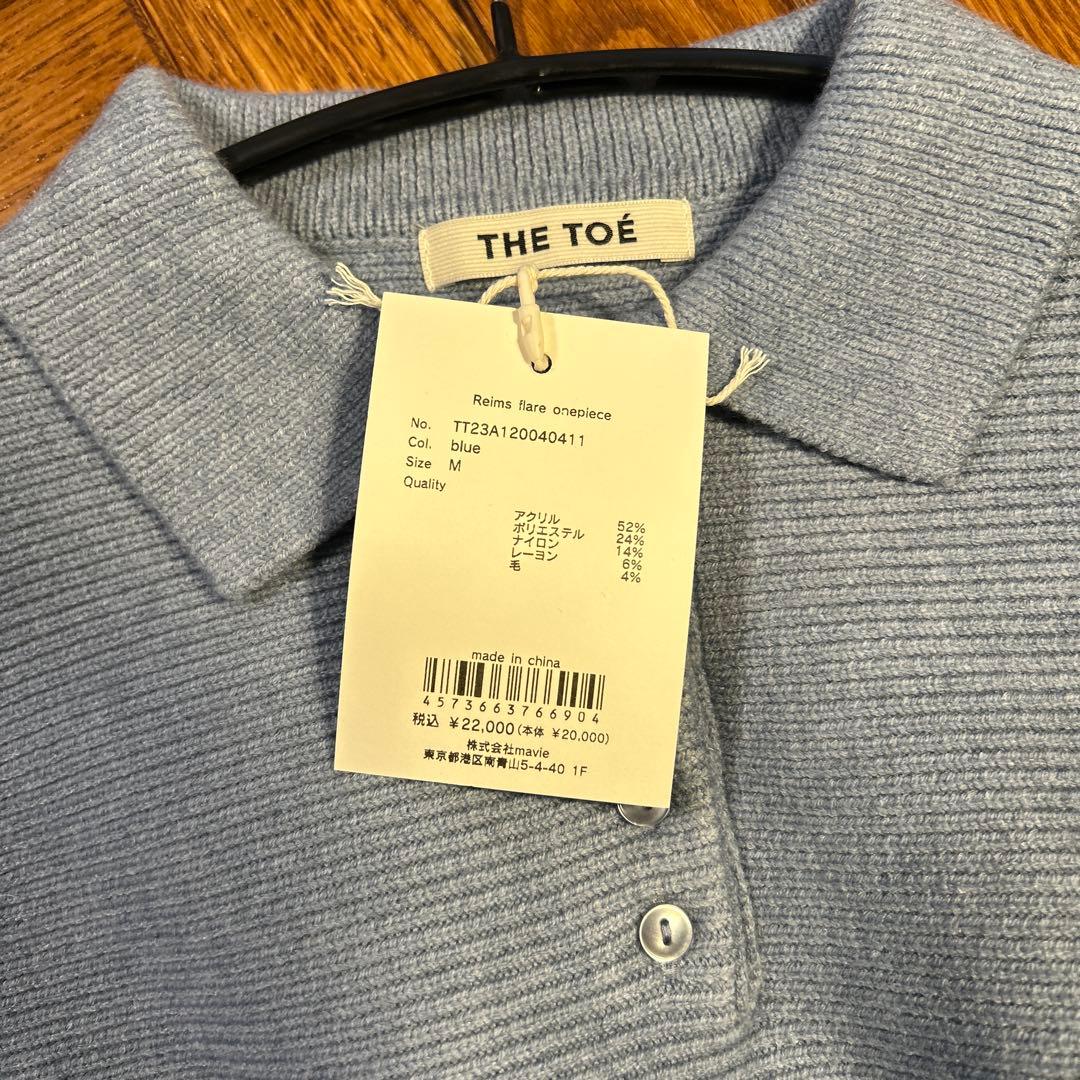 THE TOÉ
Reims flare onepiece
No. TT23A120040411
Col. blue
Size M
Quality
アクリル 52%
ポリエステル 24%
ナイロン 14%
レーヨン 6%
毛 4%
made in china
4573663766904
税込 ¥22,000(本体 ¥20,000)
株式会社mavie
東京都港区南青山5-4-40 1F